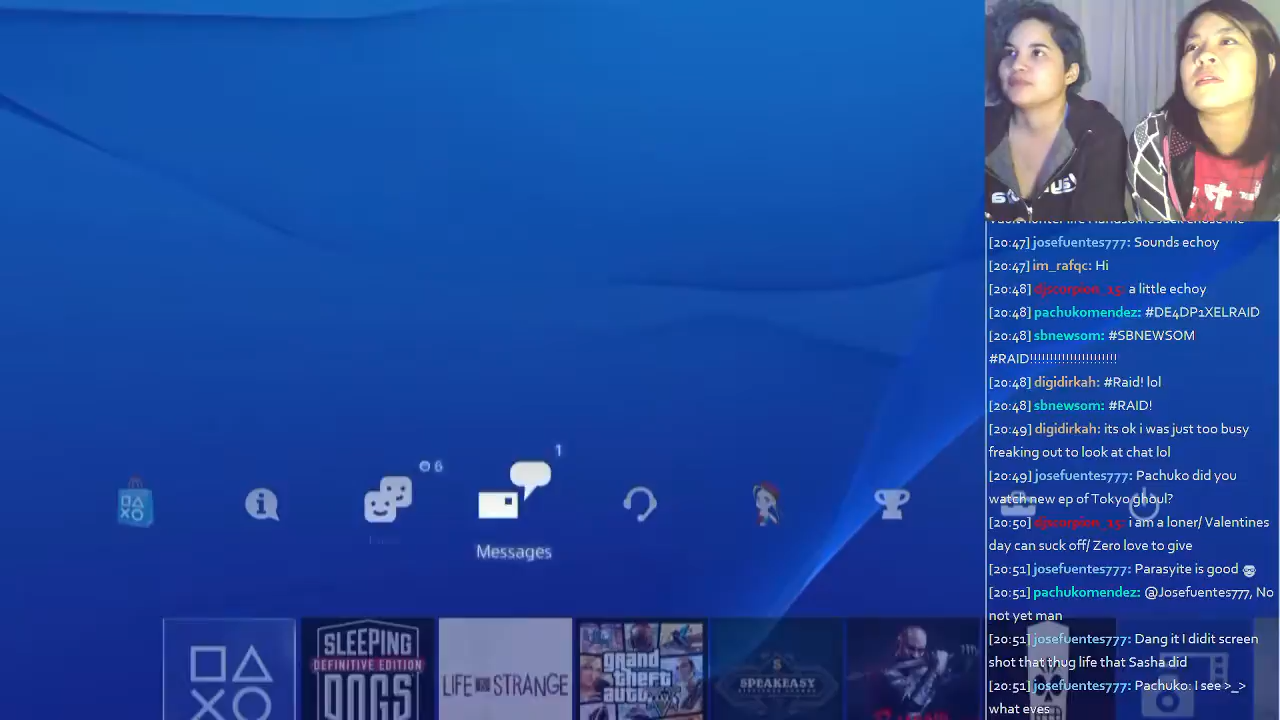 [20:47] josefuentes777: Sounds echoy
[20:47] im_rafqc: Hi
[20:48] djscorpion_15: a little echoy
[20:48] pachukomendez: #DE4DP1XELRAID
[20:48] sbnewsom: #SBNEWSOM
#RAID!!!!!!!!!!!!!!!!!!!!!!
[20:48] digidirkah: #Raid! lol
[20:48] sbnewsom: #RAID!
[20:49] digidirkah: its ok i was just too busy
freaking out to look at chat lol
[20:49] josefuentes777: Pachuko did you
watch new ep of Tokyo ghoul?
[20:50] djscorpion_15: i am a loner/ Valentines
day can suck off/ Zero love to give
[20:51] josefuentes777: Parasyite is good
[20:51] pachukomendez: @Josefuentes777, No
not yet man
[20:51] josefuentes777: Dang it I didit screen
shot that thug life that Sasha did
[20:51] josefuentes777: Pachuko: I see >_>
what eves
6
1
Messages
SLEEPING
DEFINITIVE EDITION
DOGS
LIFE IS STRANGE
grand
theft
auto
S
SPEAKEASY